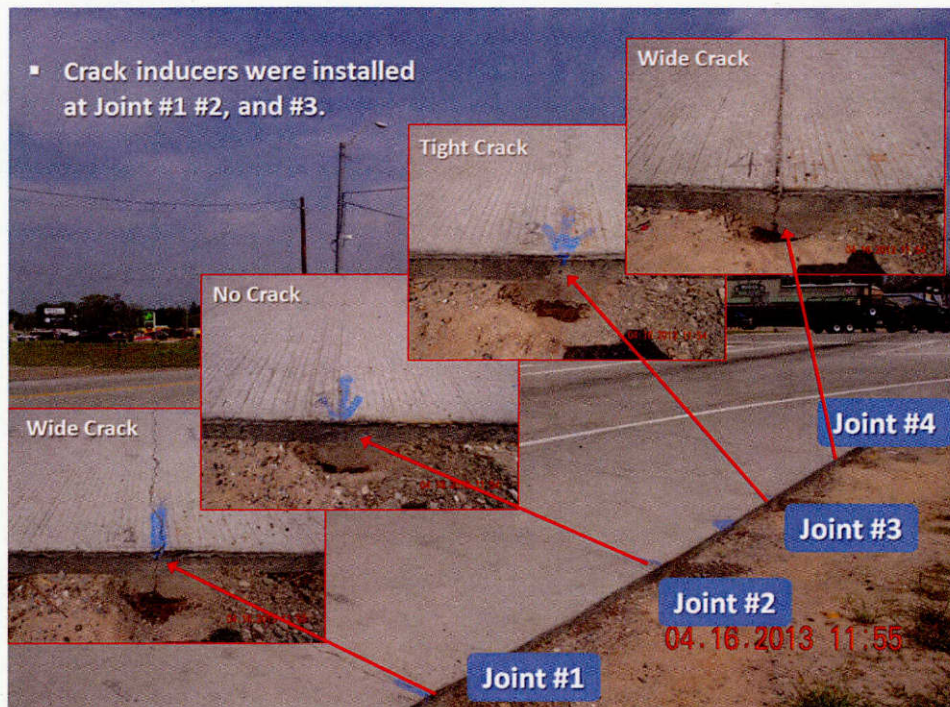 ▪ Crack inducers were installed
at Joint #1 #2, and #3.
Wide Crack
Tight Crack
No Crack
Wide Crack
Joint #4
Joint #3
Joint #2
Joint #1
04.16.2013 11:55